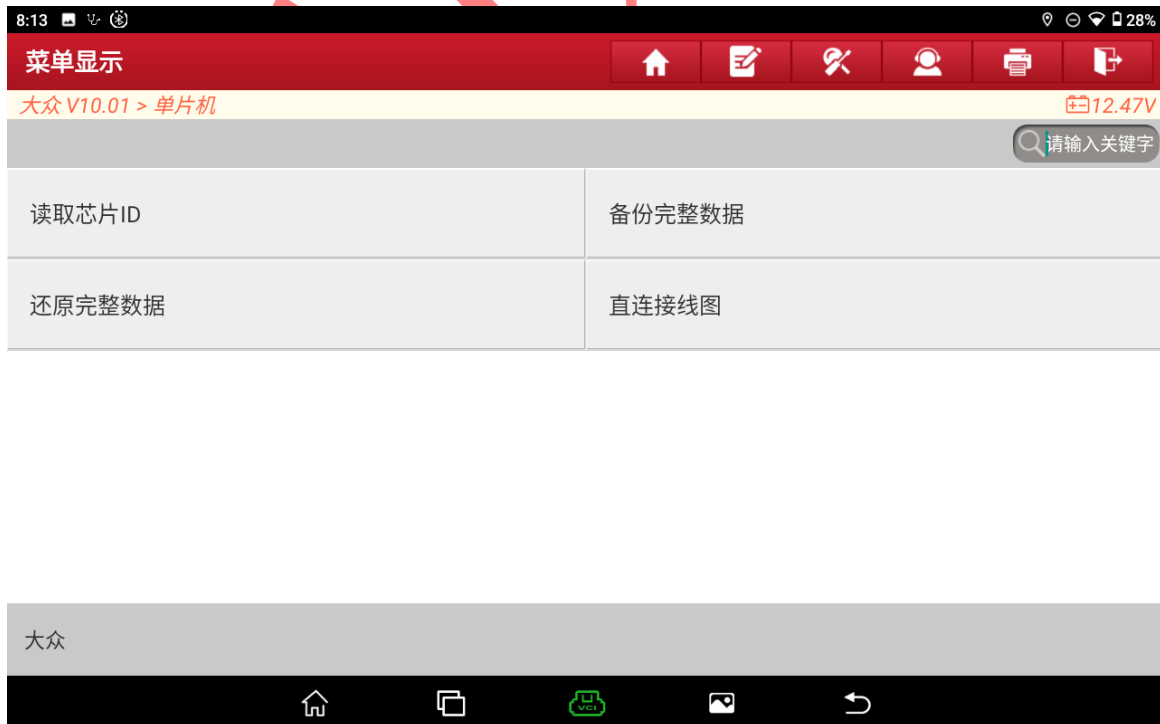 8:13 28%
菜单显示
大众 V10.01 > 单片机 12.47V
请输入关键字
读取芯片ID 备份完整数据
还原完整数据 直连接线图
大众
VCI